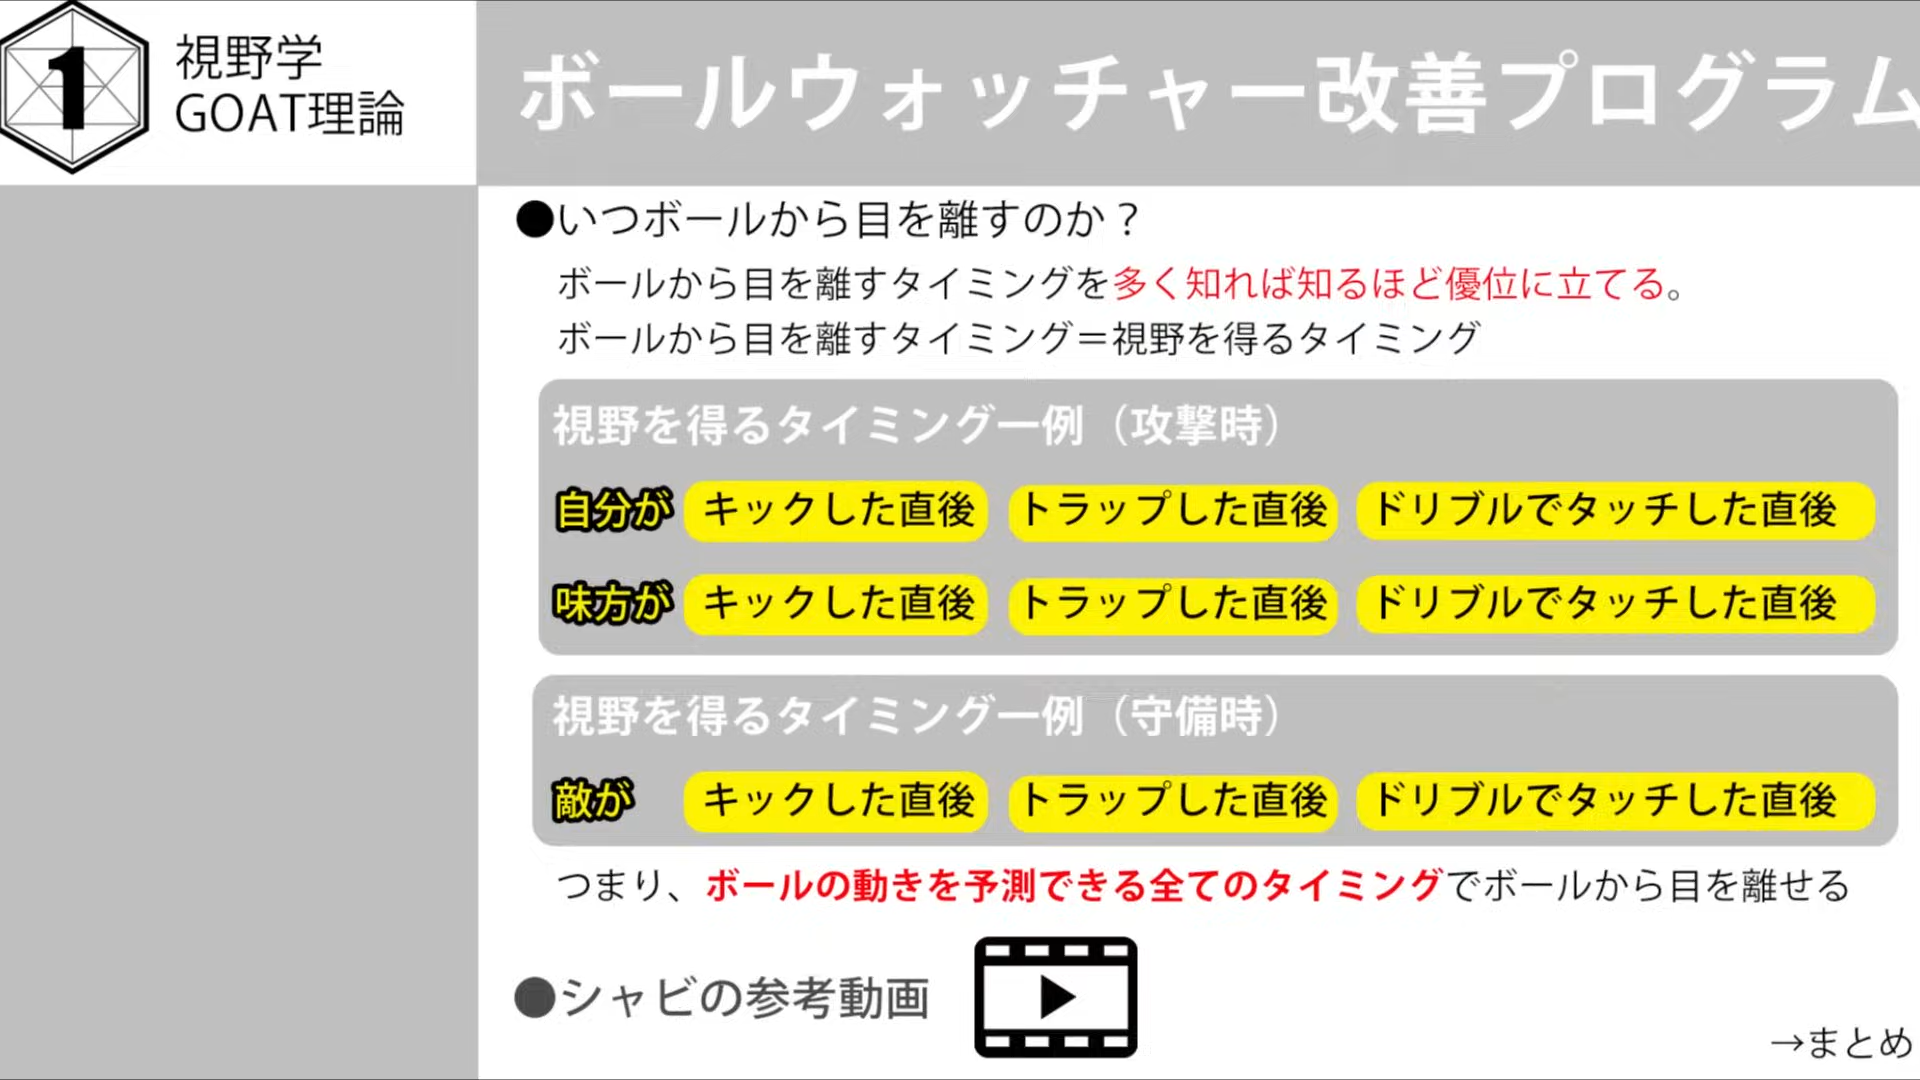 1
視野学
GOAT理論
ボールウォッチャー改善プログラム
●いつボールから目を離すのか？
ボールから目を離すタイミングを多く知れば知るほど優位に立てる。
ボールから目を離すタイミング＝視野を得るタイミング
視野を得るタイミング一例（攻撃時）
自分が キックした直後 トラップした直後 ドリブルでタッチした直後
味方が キックした直後 トラップした直後 ドリブルでタッチした直後
視野を得るタイミング一例（守備時）
敵が キックした直後 トラップした直後 ドリブルでタッチした直後
つまり、ボールの動きを予測できる全てのタイミングでボールから目を離せる
●シャビの参考動画
→まとめ